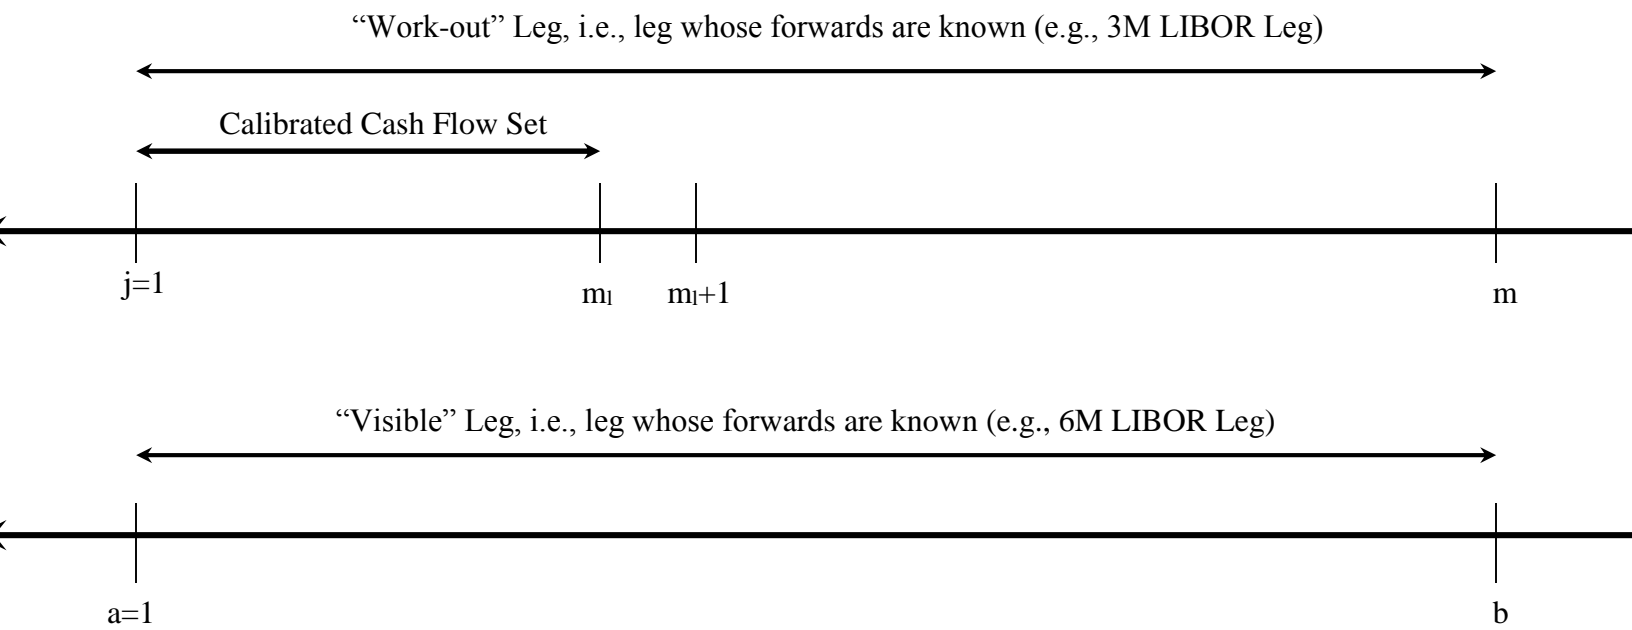 “Work-out” Leg, i.e., leg whose forwards are known (e.g., 3M LIBOR Leg)
Calibrated Cash Flow Set
j=1 mₗ mₗ+1 m
“Visible” Leg, i.e., leg whose forwards are known (e.g., 6M LIBOR Leg)
a=1 b